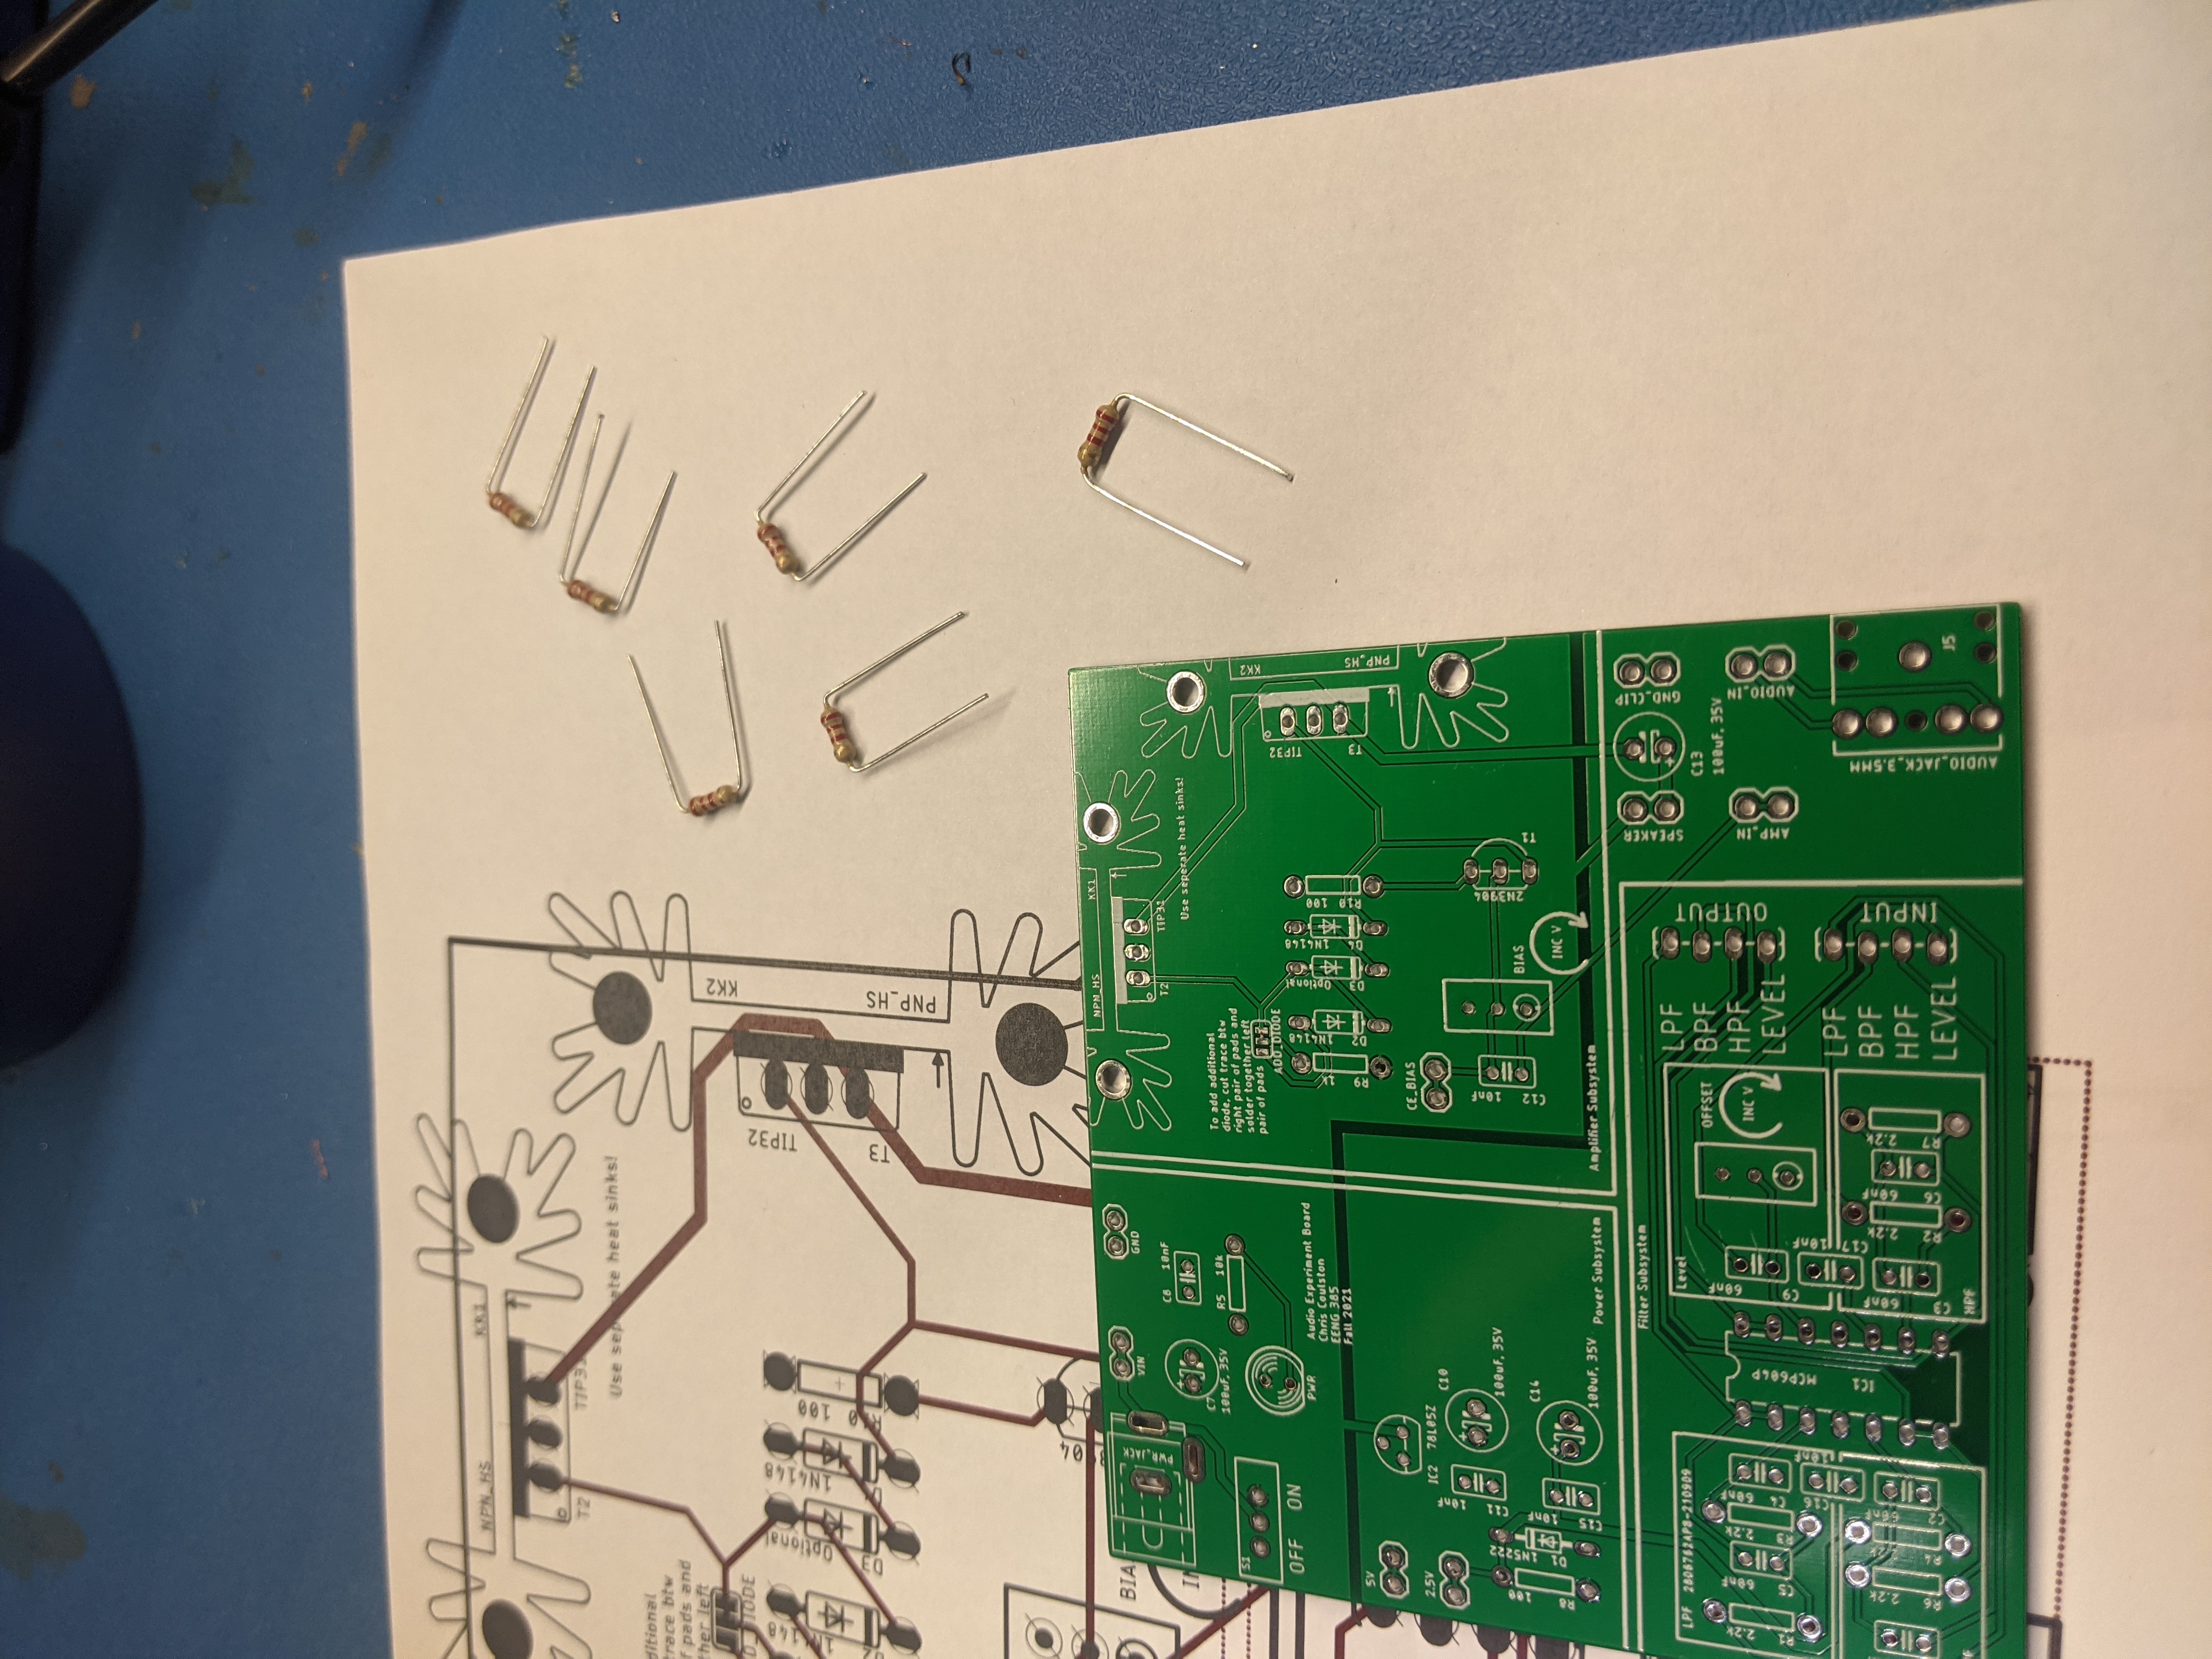 NPN_HS
KK1
T2
TIP31
Use seperate heat sinks!
ditional
trace btw
f pads and
ther left
D_DIODE
1N4148
D3
Optional
1N4148
R10 100
TIP32
T3
KK2
PNP_HS
BIA
IN
PWR_JACK
VIN
GND
C7
100uF, 35V
C8 10nF
R5 10k
S1
OFF ON
PWR
Audio Experiment Board
Chris Coulston
EENG 385
Fall 2021
5V
2.5V
IC2 78L05Z
C10
100uF, 35V
C11 10nF
R8 100
D1 1N5222
C15 10nF
C14
100uF, 35V
Power Subsystem
NPN_HS
KK1
T2
TIP31
Use seperate heat sinks!
To add additional
diode, cut trace btw
right pair of pads and
solder together left
pair of pads
ADD_DIODE
R9 1k
D2 1N4148
D3 Optional
D4 1N4148
R10 100
TIP32
T3
KK2
PNP_HS
CE_BIAS
C12 10nF
BIAS
INC V
2N3904
T1
Amplifier Subsystem
Filter Subsystem
LPF 2806762AP8-210909
R1 2.2k
C5 60nF
R3 2.2k
C4 60nF
C16 10nF
R6 2.2k
R4 2.2k
C2 60nF
IC1 MCP604P
Level
C9 60nF
OFFSET
INC V
C17 10nF
C3 60nF
R2 2.2k
C6 60nF
R7 2.2k
HPF
LPF
BPF
HPF
LEVEL
OUTPUT
LPF
BPF
HPF
LEVEL
INPUT
SPEAKER
C13
100uF, 35V
GND_CLIP
AMP_IN
AUDIO_IN
AUDIO_JACK_3.5MM
J5